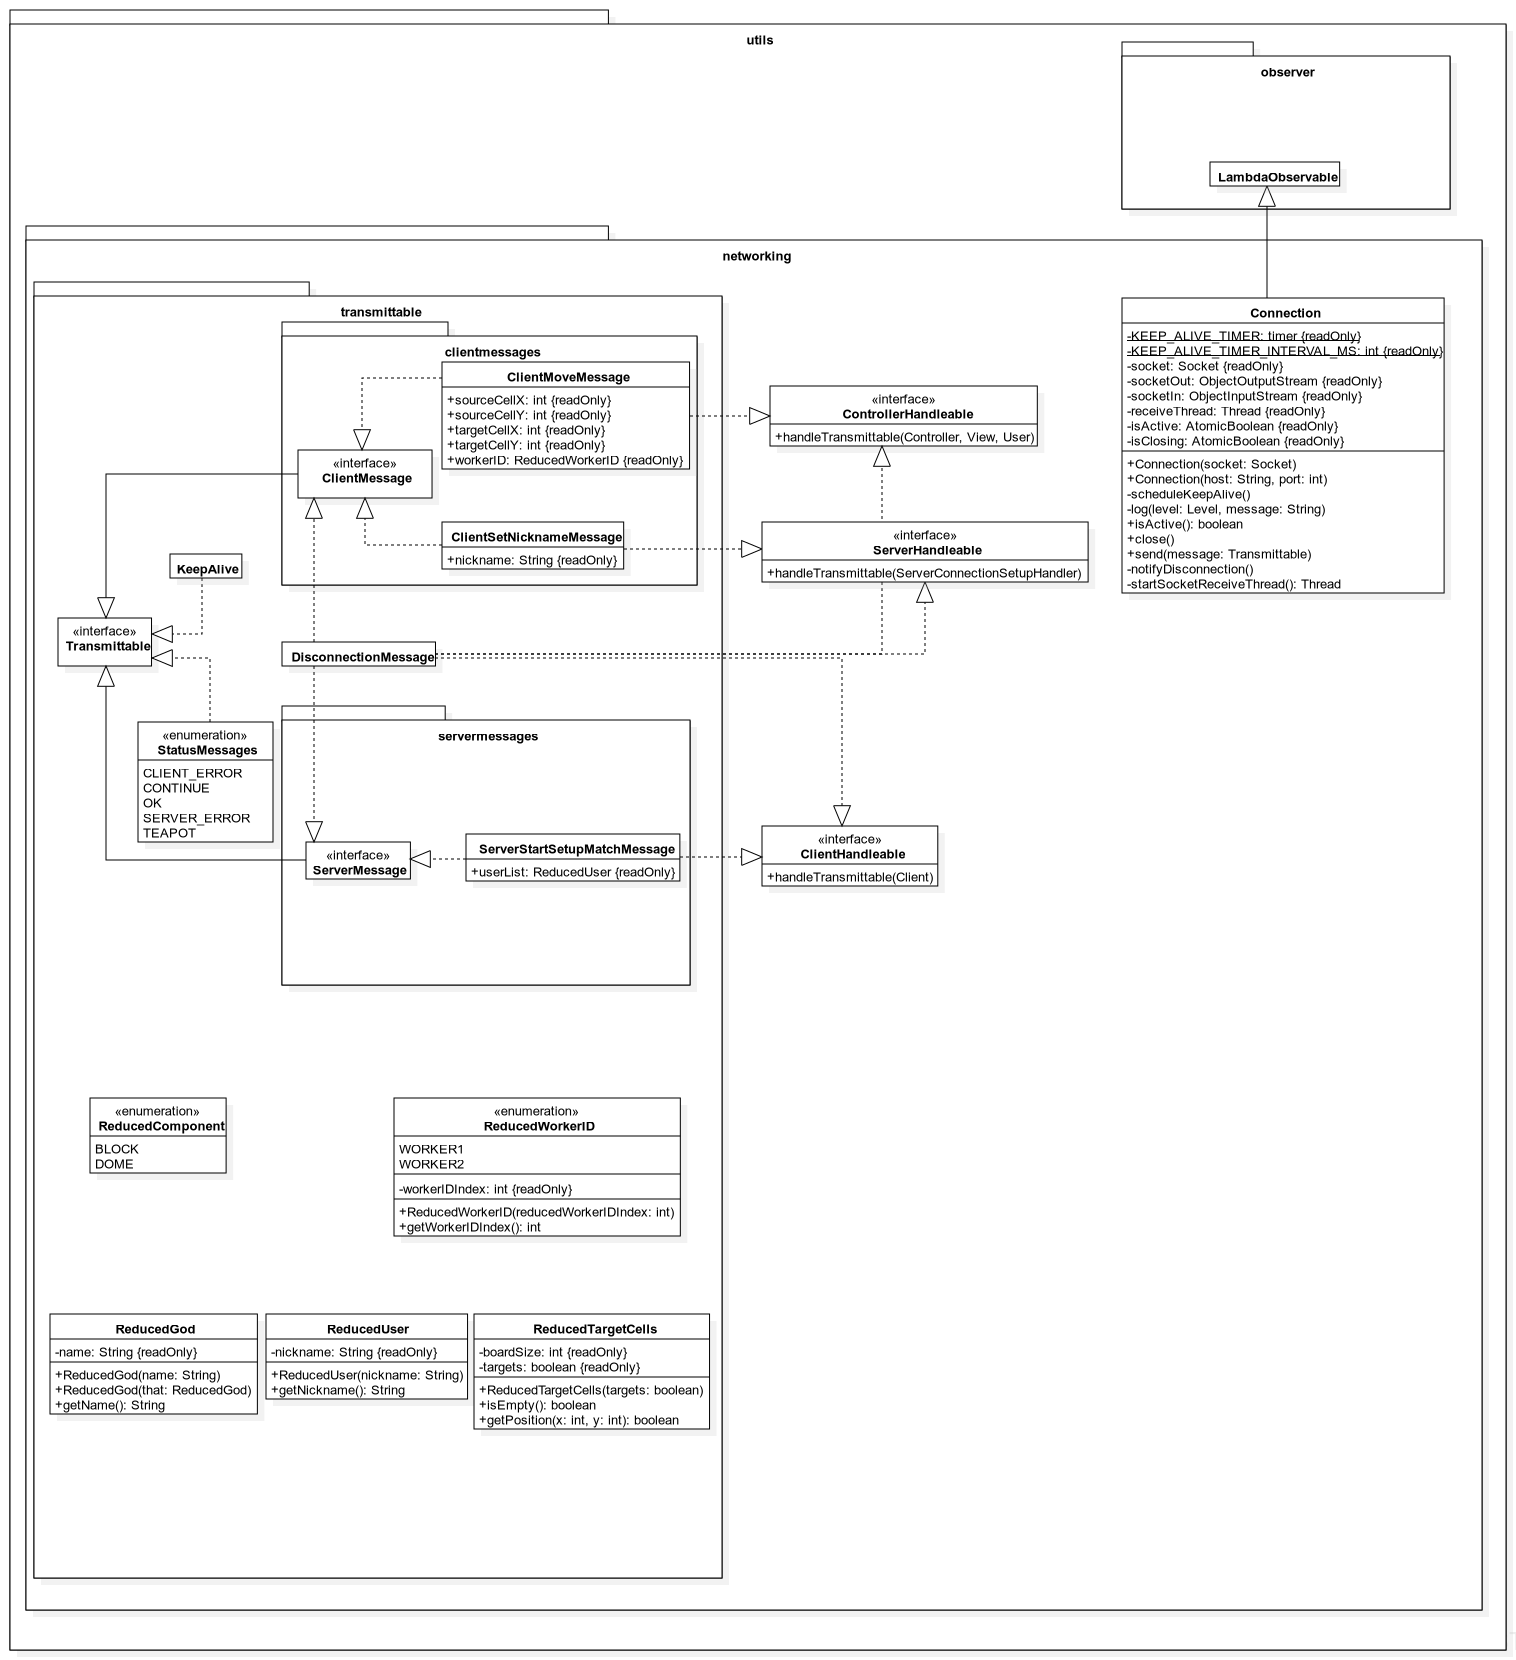 utils
observer
LambdaObservable
networking
transmittable
clientmessages
ClientMoveMessage
+sourceCellX: int {readOnly}
+sourceCellY: int {readOnly}
+targetCellX: int {readOnly}
+targetCellY: int {readOnly}
+workerID: ReducedWorkerID {readOnly}
«interface»
ClientMessage
ClientSetNicknameMessage
+nickname: String {readOnly}
«interface»
ControllerHandleable
+handleTransmittable(Controller, View, User)
«interface»
ServerHandleable
+handleTransmittable(ServerConnectionSetupHandler)
Connection
-KEEP_ALIVE_TIMER: timer {readOnly}
-KEEP_ALIVE_TIMER_INTERVAL_MS: int {readOnly}
-socket: Socket {readOnly}
-socketOut: ObjectOutputStream {readOnly}
-socketIn: ObjectInputStream {readOnly}
-receiveThread: Thread {readOnly}
-isActive: AtomicBoolean {readOnly}
-isClosing: AtomicBoolean {readOnly}
+Connection(socket: Socket)
+Connection(host: String, port: int)
-scheduleKeepAlive()
-log(level: Level, message: String)
+isActive(): boolean
+close()
+send(message: Transmittable)
-notifyDisconnection()
-startSocketReceiveThread(): Thread
KeepAlive
«interface»
Transmittable
DisconnectionMessage
«enumeration»
StatusMessages
CLIENT_ERROR
CONTINUE
OK
SERVER_ERROR
TEAPOT
servermessages
«interface»
ServerMessage
ServerStartSetupMatchMessage
+userList: ReducedUser {readOnly}
«interface»
ClientHandleable
+handleTransmittable(Client)
«enumeration»
ReducedComponent
BLOCK
DOME
«enumeration»
ReducedWorkerID
WORKER1
WORKER2
-workerIDIndex: int {readOnly}
+ReducedWorkerID(reducedWorkerIDIndex: int)
+getWorkerIDIndex(): int
ReducedGod
-name: String {readOnly}
+ReducedGod(name: String)
+ReducedGod(that: ReducedGod)
+getName(): String
ReducedUser
-nickname: String {readOnly}
+ReducedUser(nickname: String)
+getNickname(): String
ReducedTargetCells
-boardSize: int {readOnly}
-targets: boolean {readOnly}
+ReducedTargetCells(targets: boolean)
+isEmpty(): boolean
+getPosition(x: int, y: int): boolean